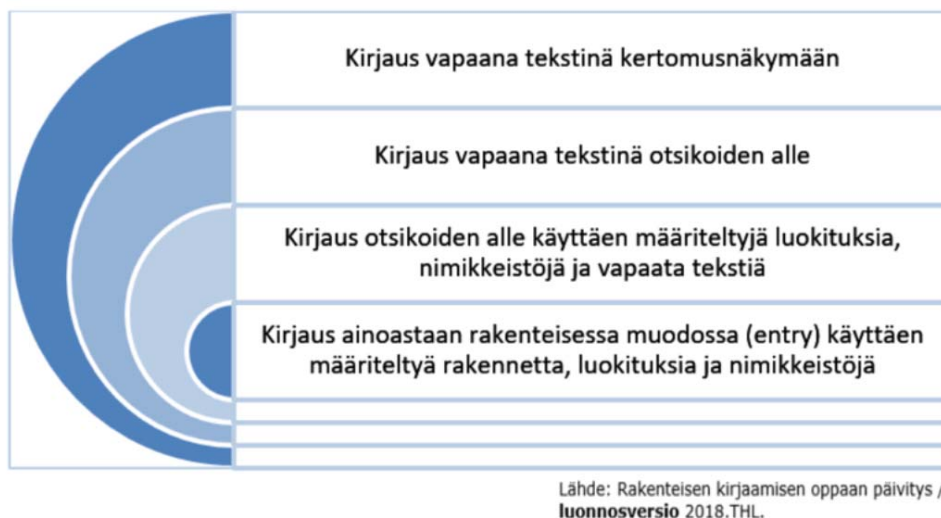 Kirjaus vapaana tekstinä kertomusnäkymään
Kirjaus vapaana tekstinä otsikoiden alle
Kirjaus otsikoiden alle käyttäen määriteltyjä luokituksia,
nimikkeistöjä ja vapaata tekstiä
Kirjaus ainoastaan rakenteisessa muodossa (entry) käyttäen
määriteltyä rakennetta, luokituksia ja nimikkeistöjä
Lähde: Rakenteisen kirjaamisen oppaan päivitys /
luonnosversio 2018.THL.